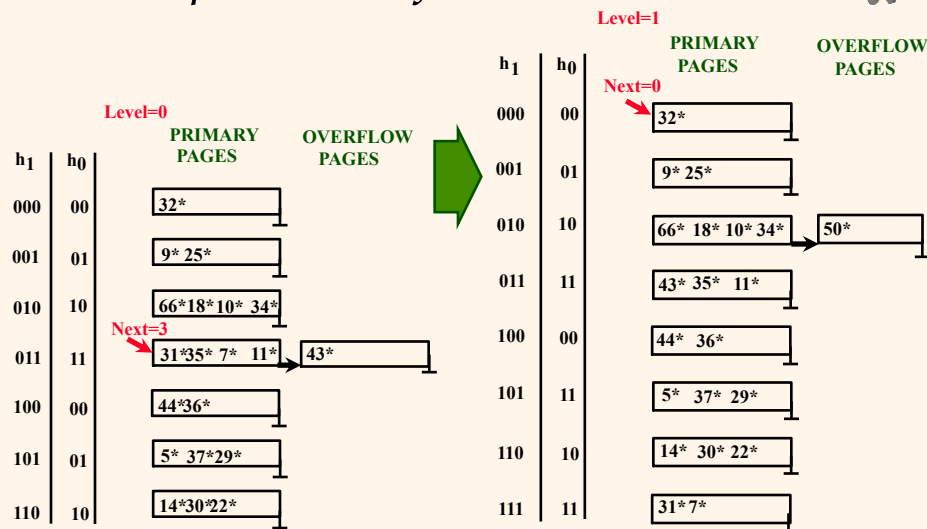 Level=0
PRIMARY PAGES
OVERFLOW PAGES
h1 h0
000 00 32*
001 01 9* 25*
010 10 66*18*10* 34*
Next=3
011 11 31*35* 7* 11* 43*
100 00 44*36*
101 01 5* 37*29*
110 10 14*30*22*
Level=1
PRIMARY PAGES
OVERFLOW PAGES
h1 h0
Next=0
000 00 32*
001 01 9* 25*
010 10 66* 18* 10* 34* 50*
011 11 43* 35* 11*
100 00 44* 36*
101 11 5* 37* 29*
110 10 14* 30* 22*
111 11 31* 7*